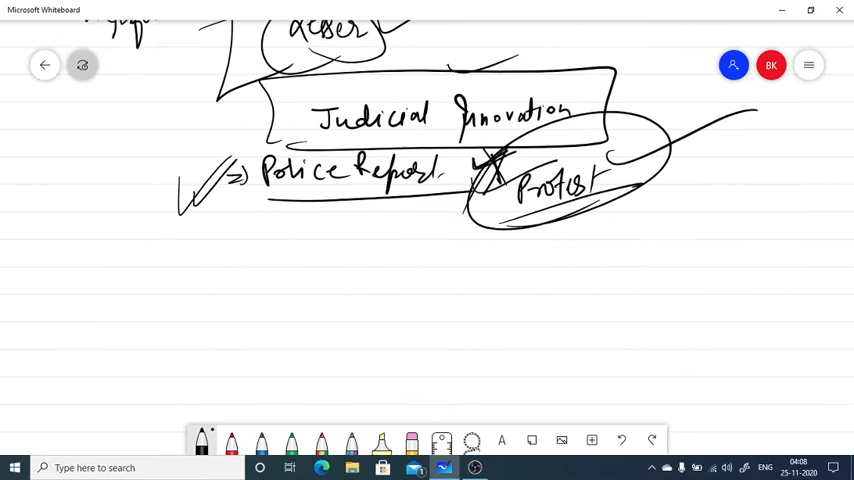 Microsoft Whiteboard
BK
Lesser
Judicial Innovation
=> Police Report
Protest
A
Type here to search
1
ENG
04:08
25-11-2020